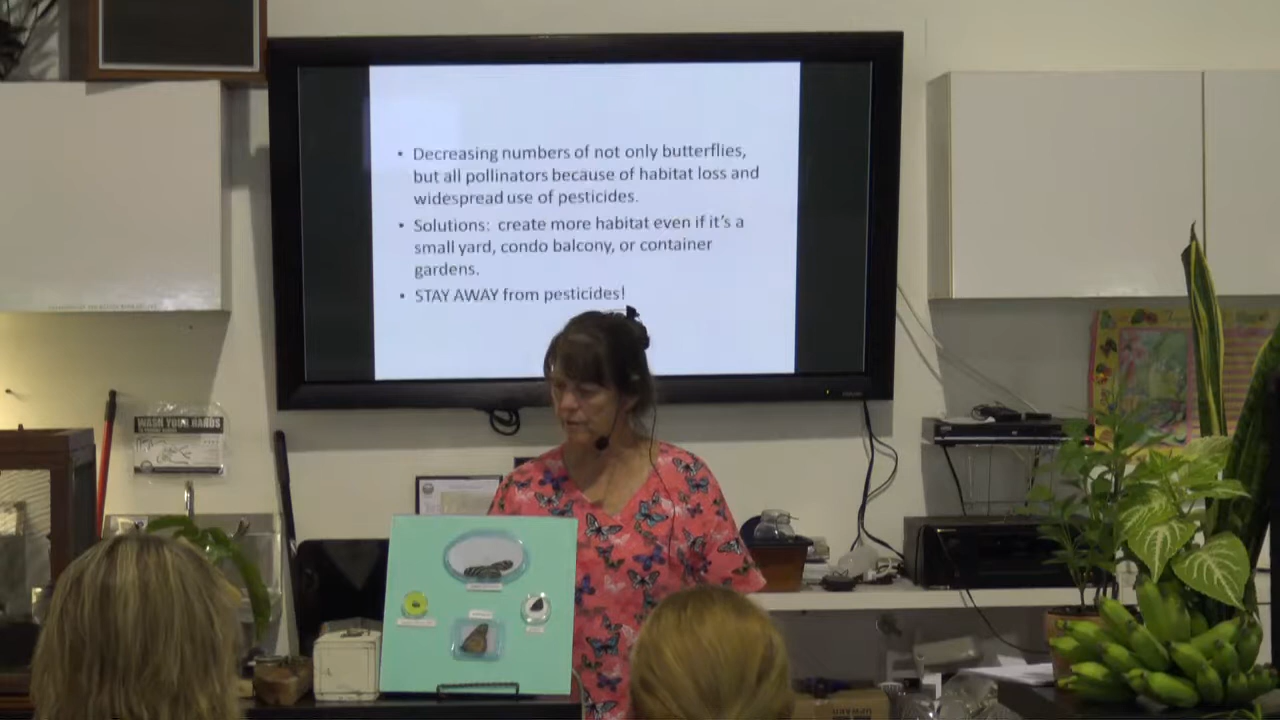 • Decreasing numbers of not only butterflies,
but all pollinators because of habitat loss and
widespread use of pesticides.
• Solutions: create more habitat even if it's a
small yard, condo balcony, or container
gardens.
• STAY AWAY from pesticides!
WASH YOUR HANDS